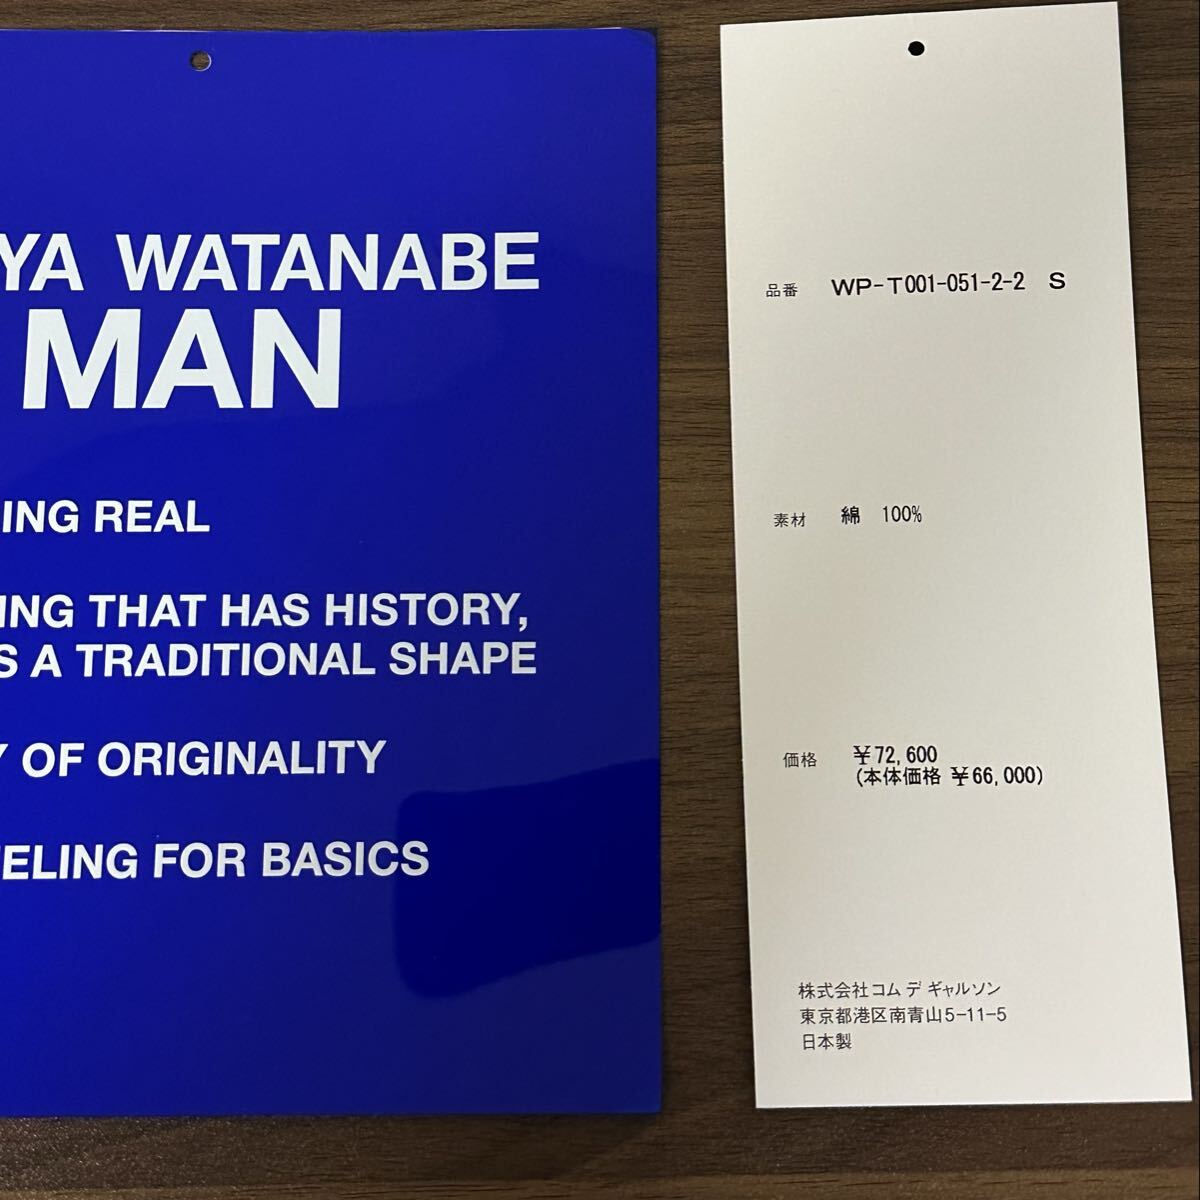 YA WATANABE
MAN
ING REAL
ING THAT HAS HISTORY,
S A TRADITIONAL SHAPE
Y OF ORIGINALITY
ELING FOR BASICS
品番 WP-T001-051-2-2 S
素材 綿 100%
価格 ¥72,600
(本体価格 ¥66,000)
株式会社コム デ ギャルソン
東京都港区南青山5-11-5
日本製